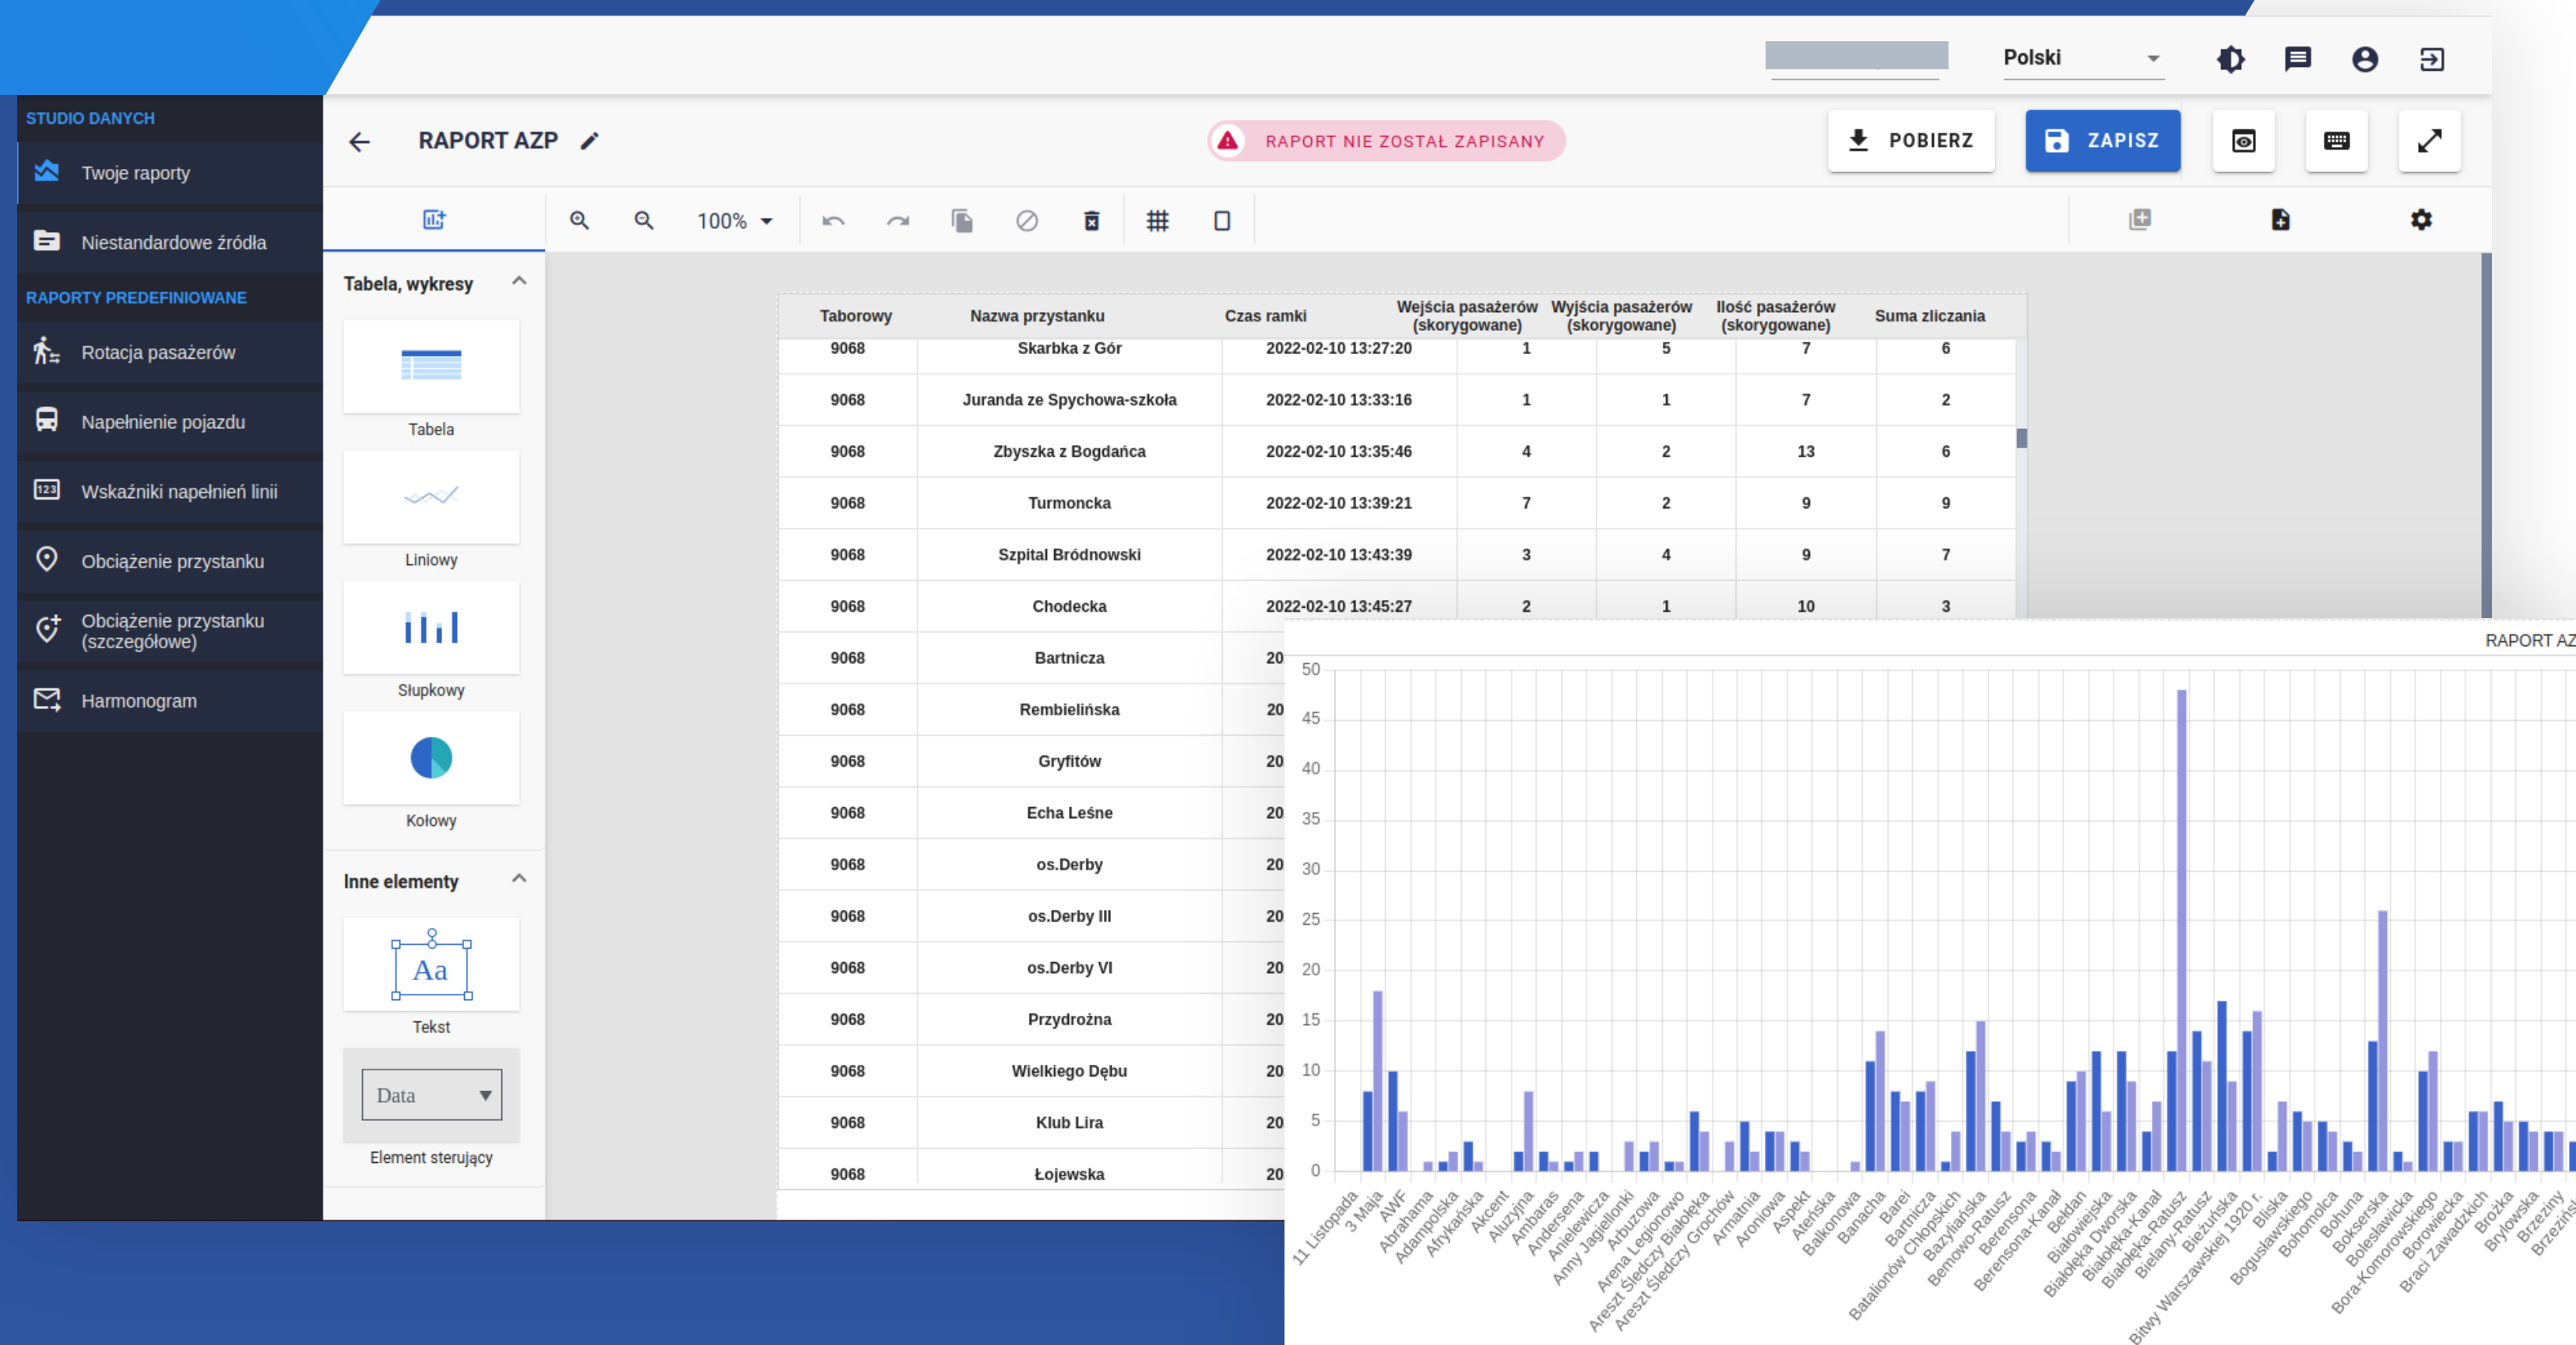 Polski
STUDIO DANYCH
Twoje raporty
Niestandardowe źródła
RAPORTY PREDEFINIOWANE
Rotacja pasażerów
Napełnienie pojazdu
123
Wskaźniki napełnień linii
Obciążenie przystanku
Obciążenie przystanku
(szczegółowe)
Harmonogram
RAPORT AZP
RAPORT NIE ZOSTAŁ ZAPISANY
POBIERZ
ZAPISZ
100%
Tabela, wykresy
Tabela
Liniowy
Słupkowy
Kołowy
Inne elementy
Aa
Tekst
Data
Element sterujący
Taborowy Nazwa przystanku Czas ramki Wejścia pasażerów (skorygowane) Wyjścia pasażerów (skorygowane) Ilość pasażerów (skorygowane) Suma zliczania
9068 Skarbka z Gór 2022-02-10 13:27:20 1 5 7 6
9068 Juranda ze Spychowa-szkoła 2022-02-10 13:33:16 1 1 7 2
9068 Zbyszka z Bogdańca 2022-02-10 13:35:46 4 2 13 6
9068 Turmoncka 2022-02-10 13:39:21 7 2 9 9
9068 Szpital Bródnowski 2022-02-10 13:43:39 3 4 9 7
9068 Chodecka 2022-02-10 13:45:27 2 1 10 3
9068 Bartnicza 20
9068 Rembielińska 20
9068 Gryfitów 20
9068 Echa Leśne 20
9068 os.Derby 20
9068 os.Derby III 20
9068 os.Derby VI 20
9068 Przydrożna 20
9068 Wielkiego Dębu 20
9068 Klub Lira 20
9068 Łojewska 20
RAPORT AZ
50
45
40
35
30
25
20
15
10
5
0
11 Listopada
3 Maja
AWF
Abrahama
Adampolska
Afrykańska
Akcent
Aluzyjna
Ambaras
Andersena
Anielewicza
Anny Jagiellonki
Arbuzowa
Arena Legionowo
Areszt Śledczy Białołęka
Areszt Śledczy Grochów
Armatnia
Aroniowa
Aspekt
Ateńska
Balkonowa
Banacha
Barei
Bartnicza
Batalionów Chłopskich
Bazyliańska
Bemowo-Ratusz
Berensona
Berensona-Kanał
Bełdan
Białowiejska
Białołęka Dworska
Białołęka-Kanał
Białołęka-Ratusz
Bielany-Ratusz
Bieżuńska
Bitwy Warszawskiej 1920 r.
Bliska
Bogusławskiego
Bohomolca
Bohuna
Bokserska
Bolesławicka
Bora-Komorowskiego
Borowiecka
Braci Zawadzkich
Brożka
Brylowska
Brzeziny